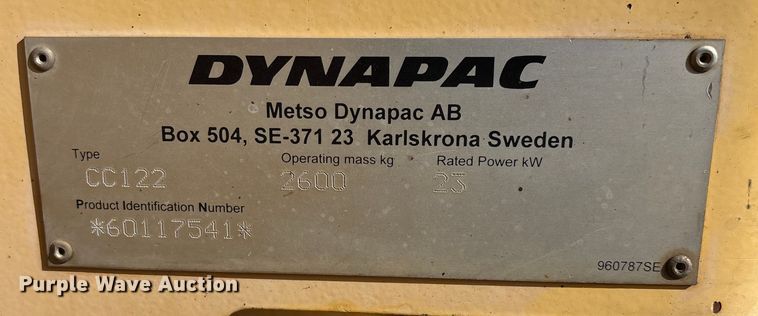 DYNAPAC
Metso Dynapac AB
Box 504, SE-371 23 Karlskrona Sweden
Type Operating mass kg Rated Power kW
CC122 2600 23
Product Identification Number
*60117541*
960787SE
Purple Wave Auction